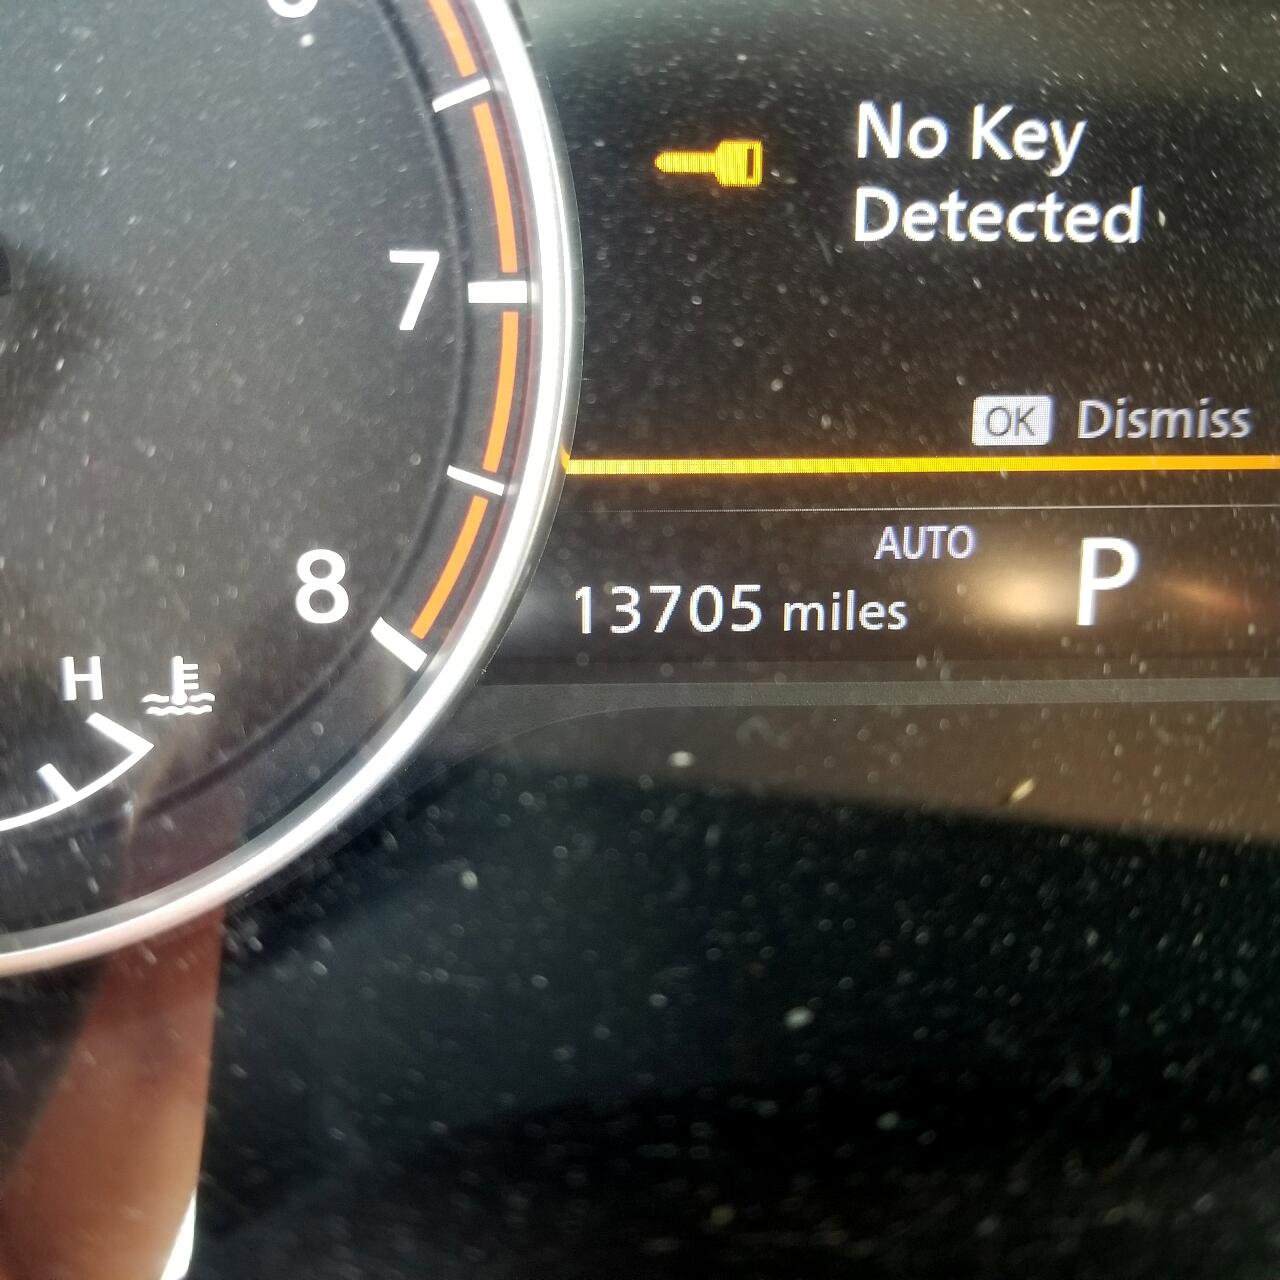 No Key
Detected
OK Dismiss
AUTO
P
13705 miles
7
8
H